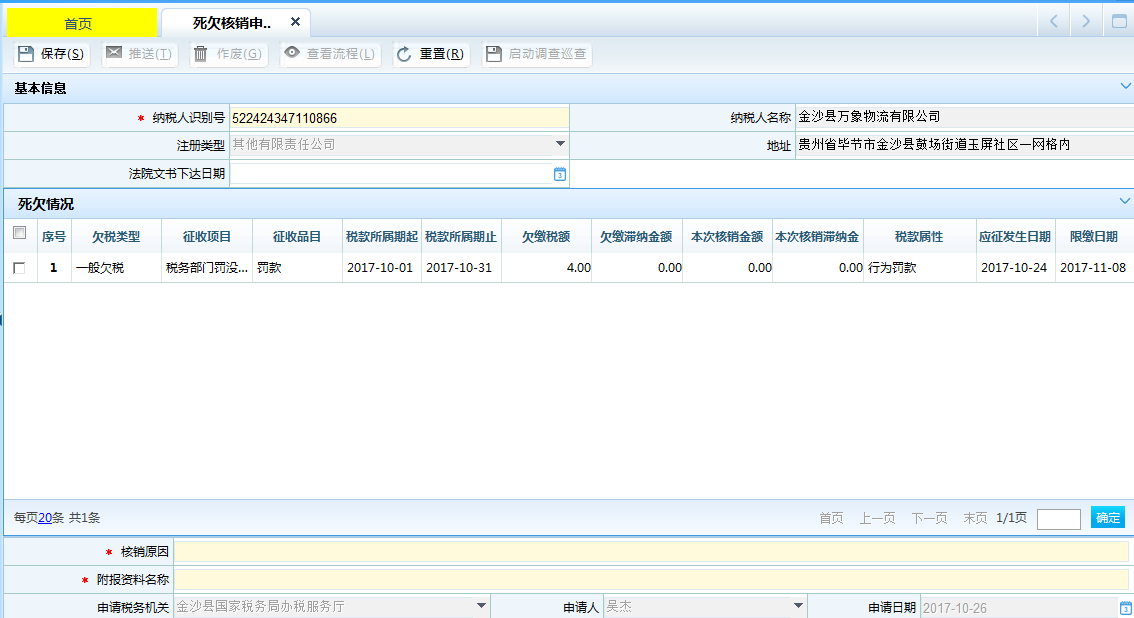 首页 死欠核销申..
保存(S) 推送(T) 作废(G) 查看流程(L) 重置(R) 启动调查巡查
基本信息
* 纳税人识别号 522424347110866 纳税人名称 金沙县万象物流有限公司
注册类型 其他有限责任公司 地址 贵州省毕节市金沙县鼓场街道玉屏社区一网格内
法院文书下达日期
死欠情况
序号 欠税类型 征收项目 征收品目 税款所属期起 税款所属期止 欠缴税额 欠缴滞纳金额 本次核销金额 本次核销滞纳金 税款属性 应征发生日期 限缴日期
1 一般欠税 税务部门罚没... 罚款 2017-10-01 2017-10-31 4.00 0.00 0.00 0.00 行为罚款 2017-10-24 2017-11-08
每页20条 共1条 首页 上一页 下一页 末页 1/1页 确定
* 核销原因
* 附报资料名称
申请税务机关 金沙县国家税务局办税服务厅 申请人 吴杰 申请日期 2017-10-26